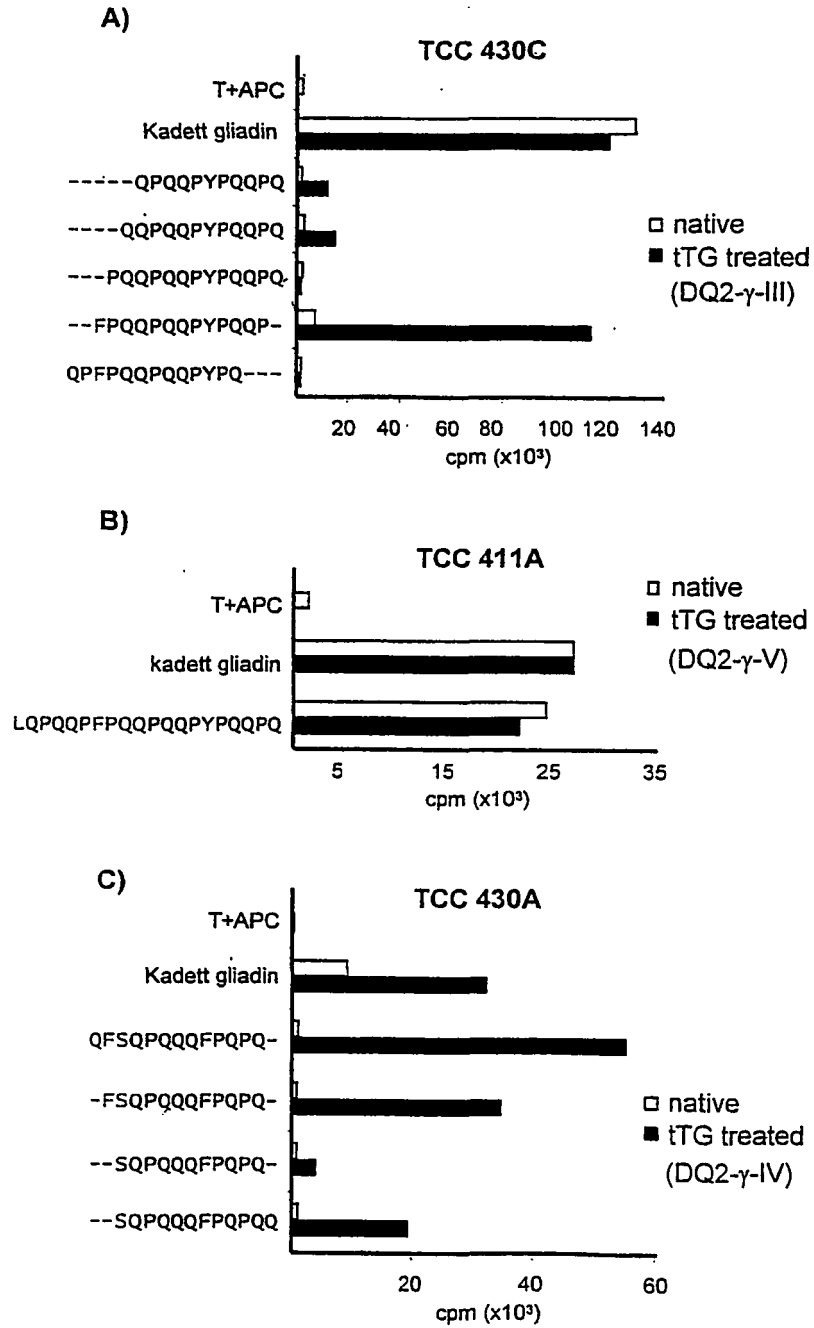 A)
TCC 430C
T+APC
Kadett gliadin
-----QPQQPYPQQPQ
----QQPQQPYPQQPQ
---PQQPQQPYPQQPQ
--FPQQPQQPYPQQP-
QPFPQQPQQPYPQ---
□ native
■ tTG treated
(DQ2-γ-III)
20 40 60 80 100 120 140
cpm (x10³)
B)
TCC 411A
T+APC
kadett gliadin
LQPQQPFPQQPQQPYPQQPQ
□ native
■ tTG treated
(DQ2-γ-V)
5 15 25 35
cpm (x10³)
C)
TCC 430A
T+APC
Kadett gliadin
QFSQPQQQFPQPQ-
-FSQPQQQFPQPQ-
--SQPQQQFPQPQ-
--SQPQQQFPQPQQ
□ native
■ tTG treated
(DQ2-γ-IV)
20 40 60
cpm (x10³)